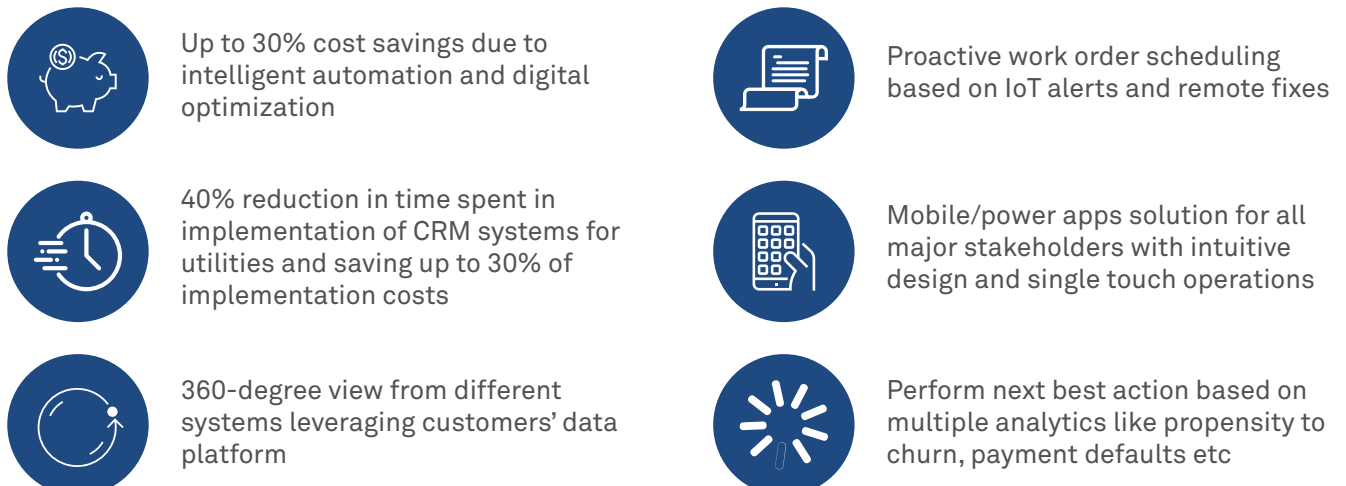 Up to 30% cost savings due to
intelligent automation and digital
optimization
40% reduction in time spent in
implementation of CRM systems for
utilities and saving up to 30% of
implementation costs
360-degree view from different
systems leveraging customers’ data
platform
Proactive work order scheduling
based on IoT alerts and remote fixes
Mobile/power apps solution for all
major stakeholders with intuitive
design and single touch operations
Perform next best action based on
multiple analytics like propensity to
churn, payment defaults etc